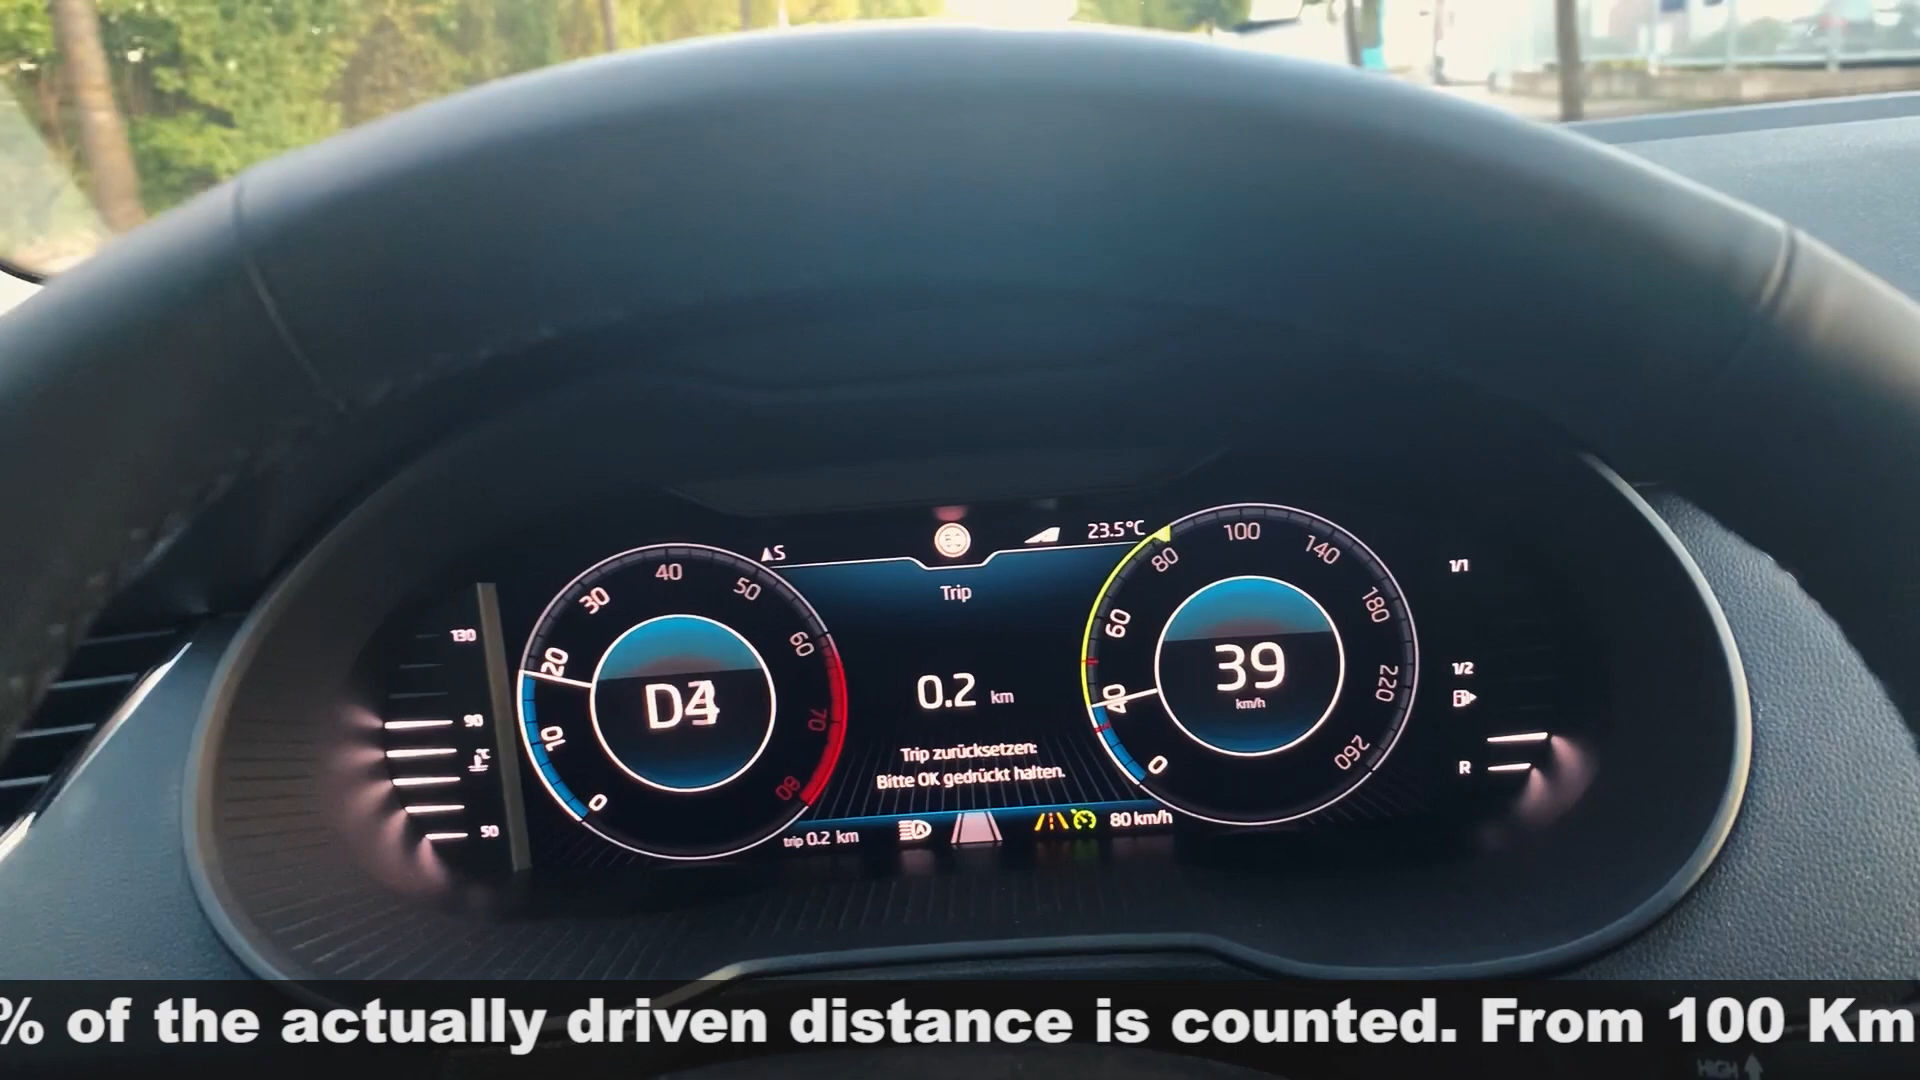 S
23.5°C
Trip
0.2 km
Trip zurücksetzen:
Bitte OK gedrückt halten.
trip 0.2 km
80 km/h
130
90
°C
50
0
10
20
30
40
50
60
70
80
0
40
60
80
100
140
180
220
260
39
km/h
1/1
1/2
R
% of the actually driven distance is counted. From 100 Km
HIGH